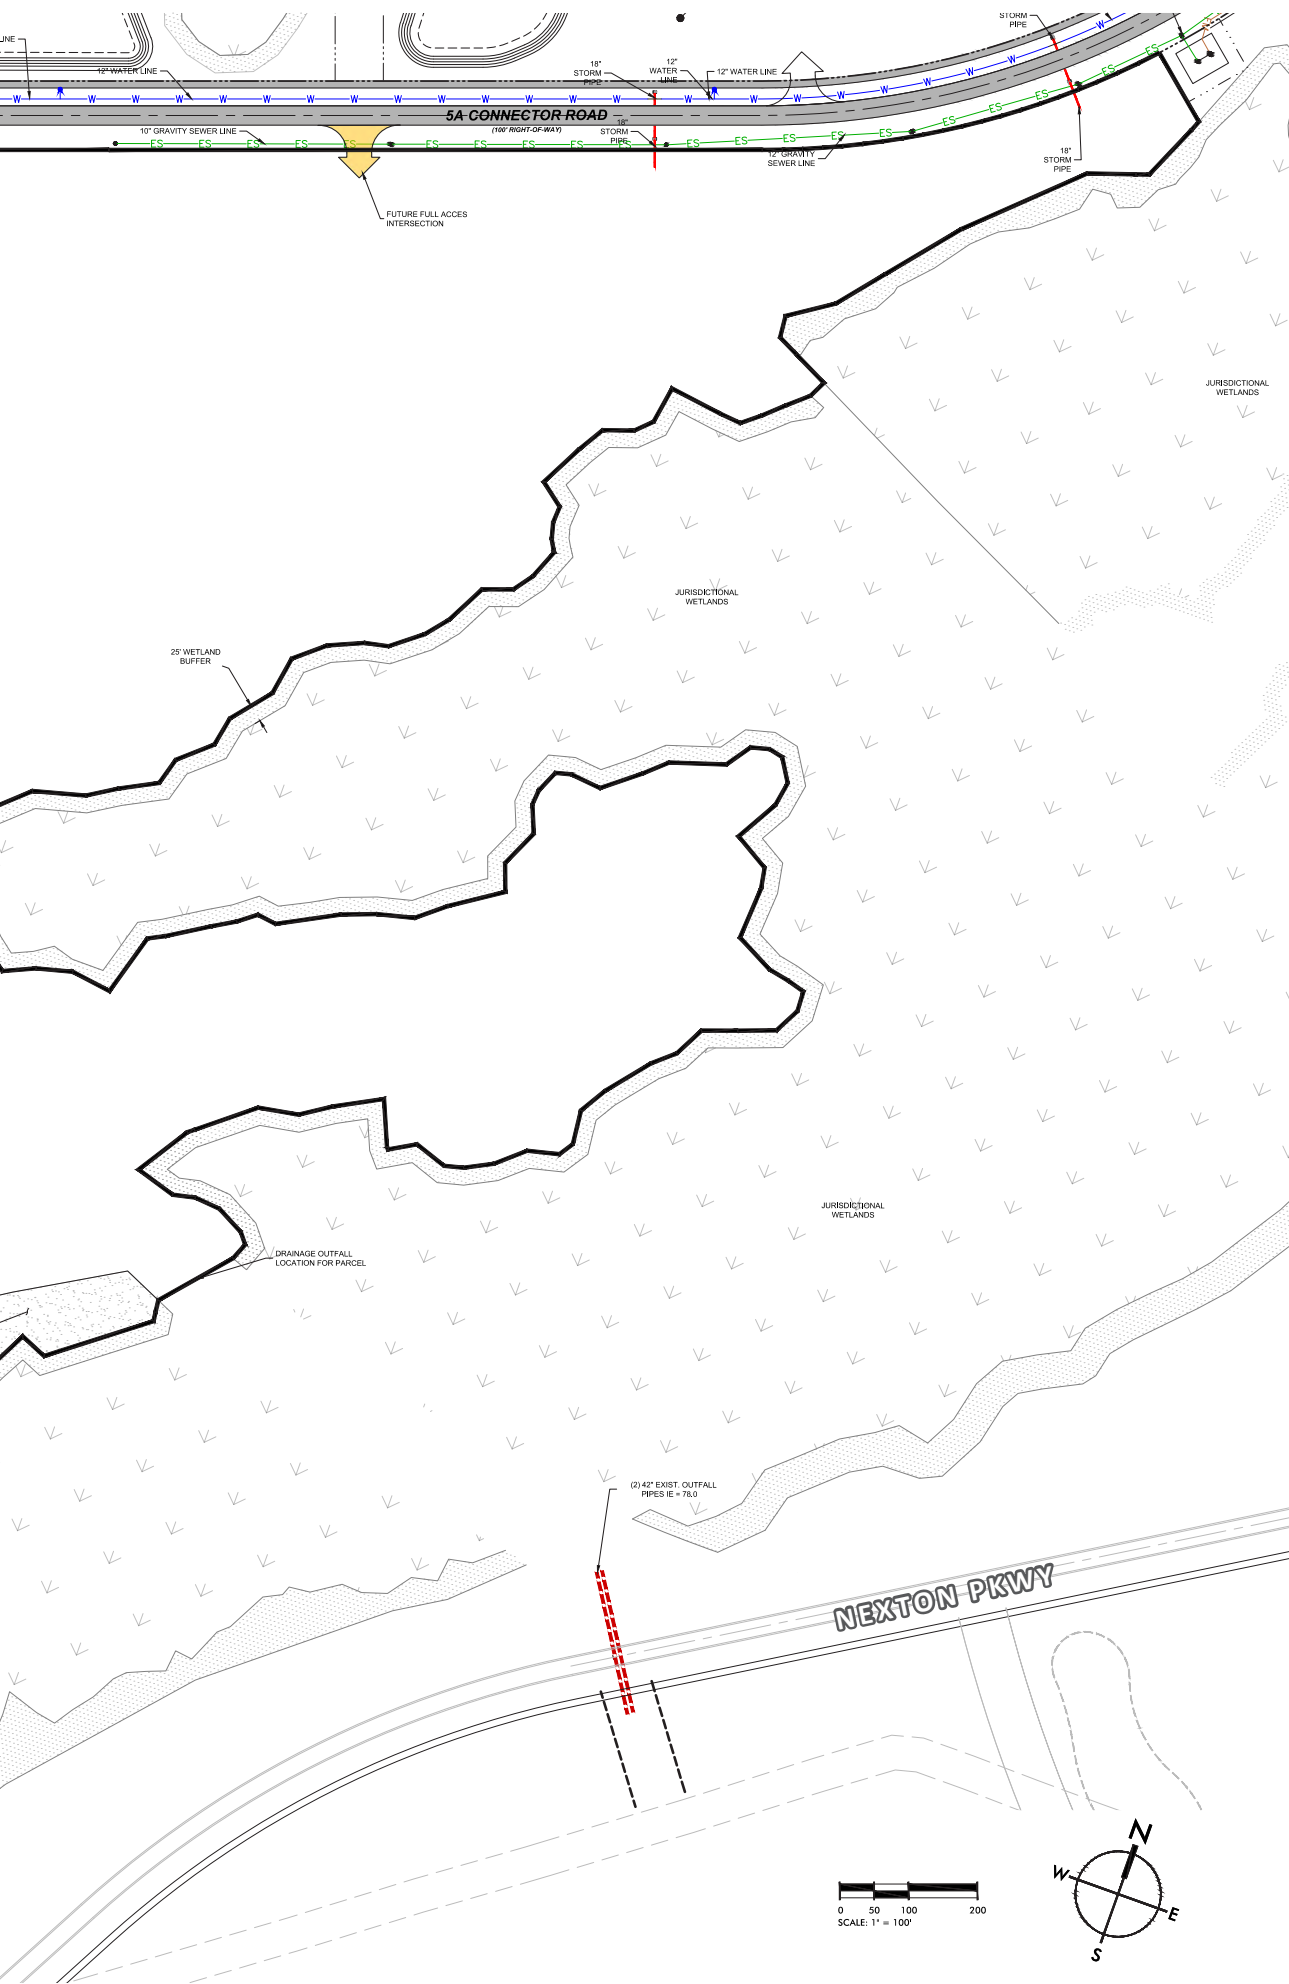 STORM
PIPE
LINE
12" WATER LINE
18"
STORM
PIPE
12"
WATER
LINE
12" WATER LINE
5A CONNECTOR ROAD
(100' RIGHT-OF-WAY)
10" GRAVITY SEWER LINE
18"
STORM
PIPE
12" GRAVITY
SEWER LINE
18"
STORM
PIPE
FUTURE FULL ACCES
INTERSECTION
JURISDICTIONAL
WETLANDS
JURISDICTIONAL
WETLANDS
25' WETLAND
BUFFER
JURISDICTIONAL
WETLANDS
DRAINAGE OUTFALL
LOCATION FOR PARCEL
(2) 42" EXIST. OUTFALL
PIPES IE = 78.0
NEXTON PKWY
N
W
E
S
0 50 100 200
SCALE: 1" = 100'